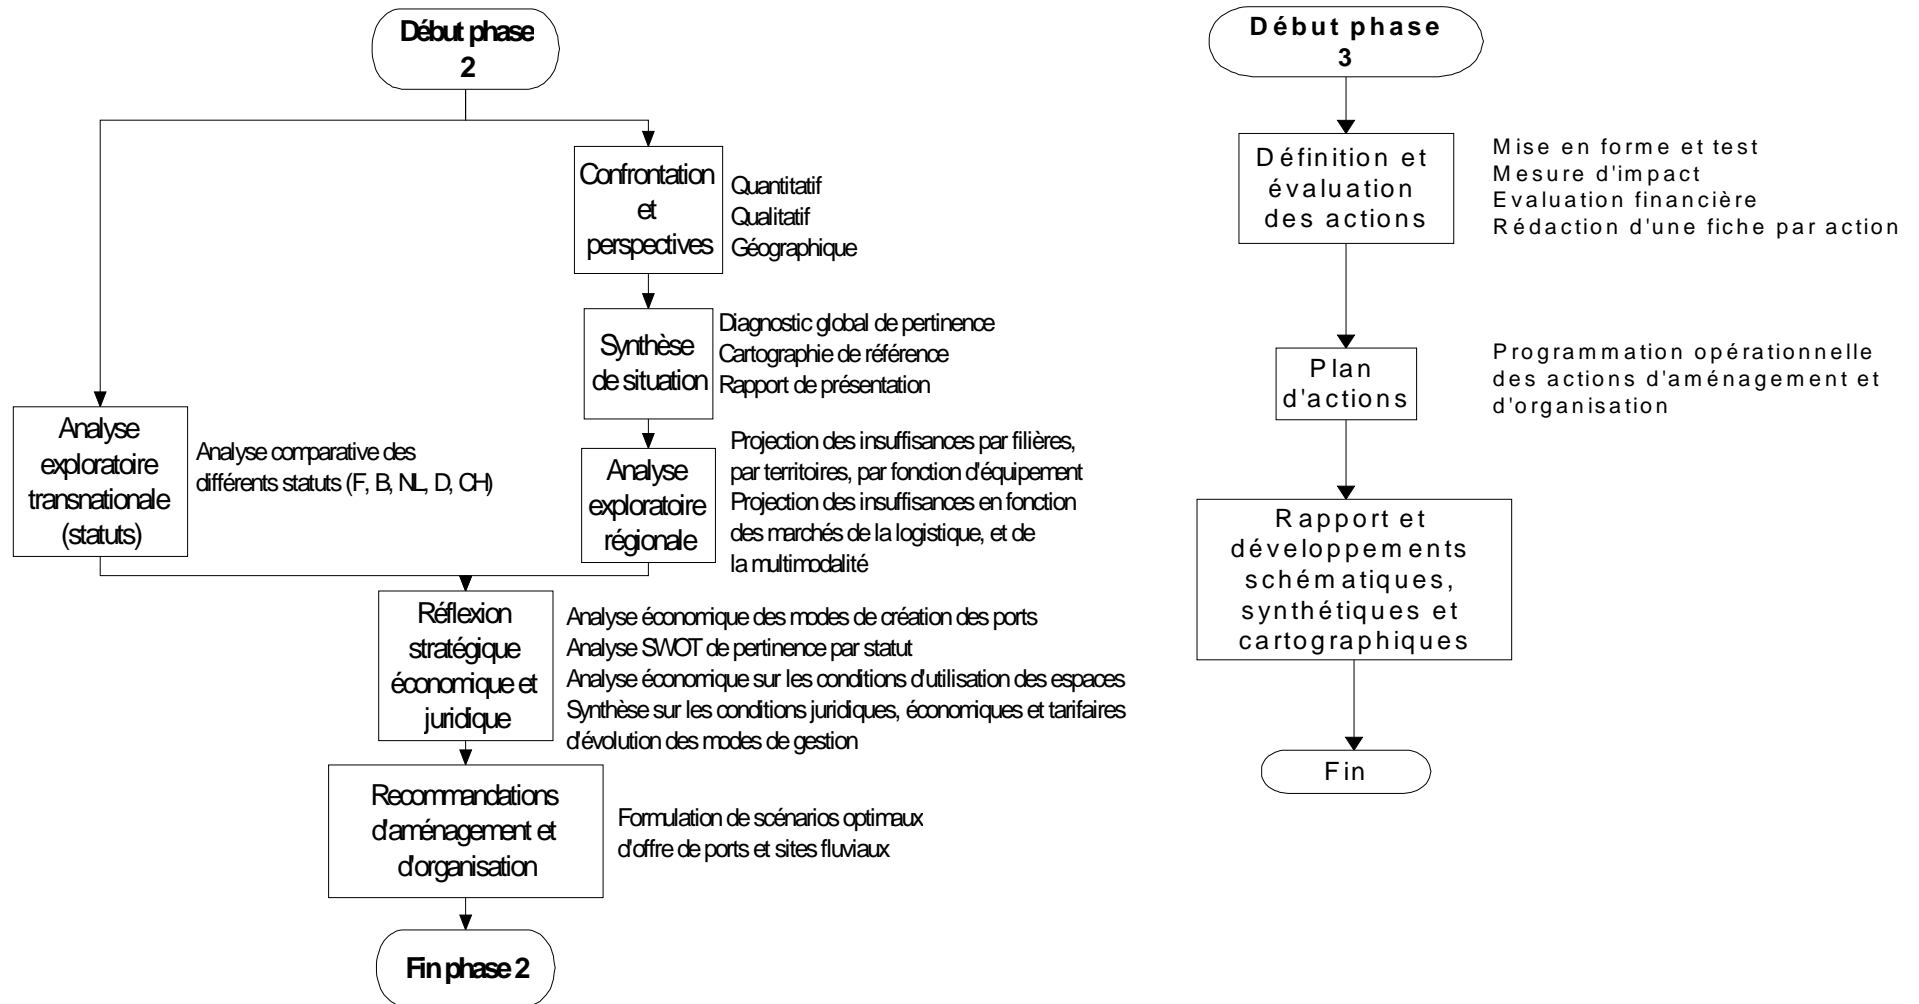 Début phase
2
Confrontation
et
perspectives
Quantitatif
Qualitatif
Géographique
Synthèse
de situation
Diagnostic global de pertinence
Cartographie de référence
Rapport de présentation
Analyse
exploratoire
transnationale
(statuts)
Analyse comparative des
différents statuts (F, B, NL, D, CH)
Analyse
exploratoire
régionale
Projection des insuffisances par filières,
par territoires, par fonction d'équipement
Projection des insuffisances en fonction
des marchés de la logistique, et de
la multimodalité
Réflexion
stratégique
économique et
juridique
Analyse économique des modes de création des ports
Analyse SWOT de pertinence par statut
Analyse économique sur les conditions d'utilisation des espaces
Synthèse sur les conditions juridiques, économiques et tarifaires
d'évolution des modes de gestion
Recommandations
d'aménagement et
d'organisation
Formulation de scénarios optimaux
d'offre de ports et sites fluviaux
Fin phase 2
Début phase
3
Définition et
évaluation
des actions
Mise en forme et test
Mesure d'impact
Evaluation financière
Rédaction d'une fiche par action
Plan
d'actions
Programmation opérationnelle
des actions d'aménagement et
d'organisation
Rapport et
développements
schématiques,
synthétiques et
cartographiques
Fin